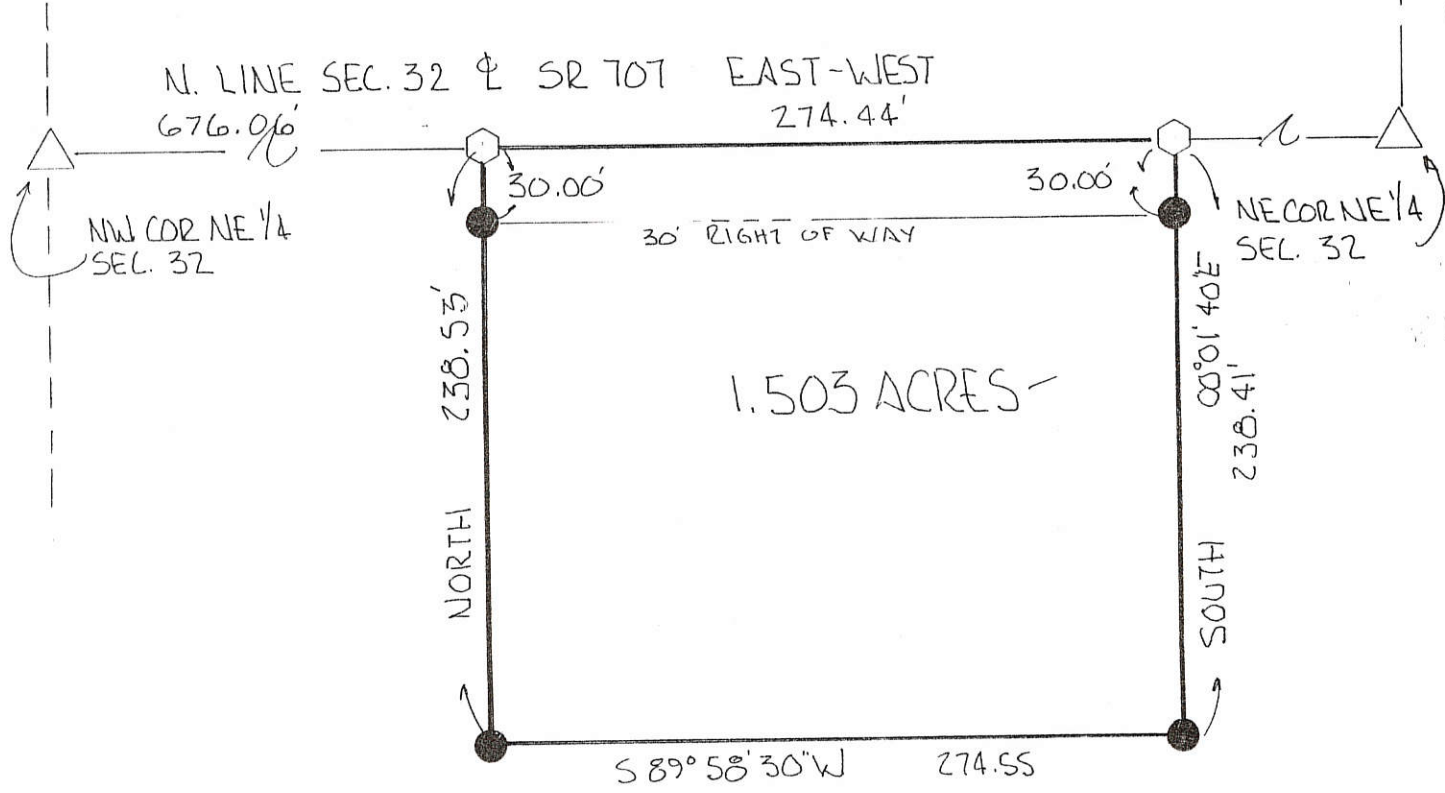 N. LINE SEC. 32 ℄ SR 707 EAST-WEST
676.06'
274.44'
30.00'
30.00'
NW COR NE 1/4
SEC. 32
30' RIGHT OF WAY
NE COR NE 1/4
SEC. 32
238.53'
NORTH
1.503 ACRES
SOUTH 00°01'40"E
238.41'
S 89°58'30"W 274.55